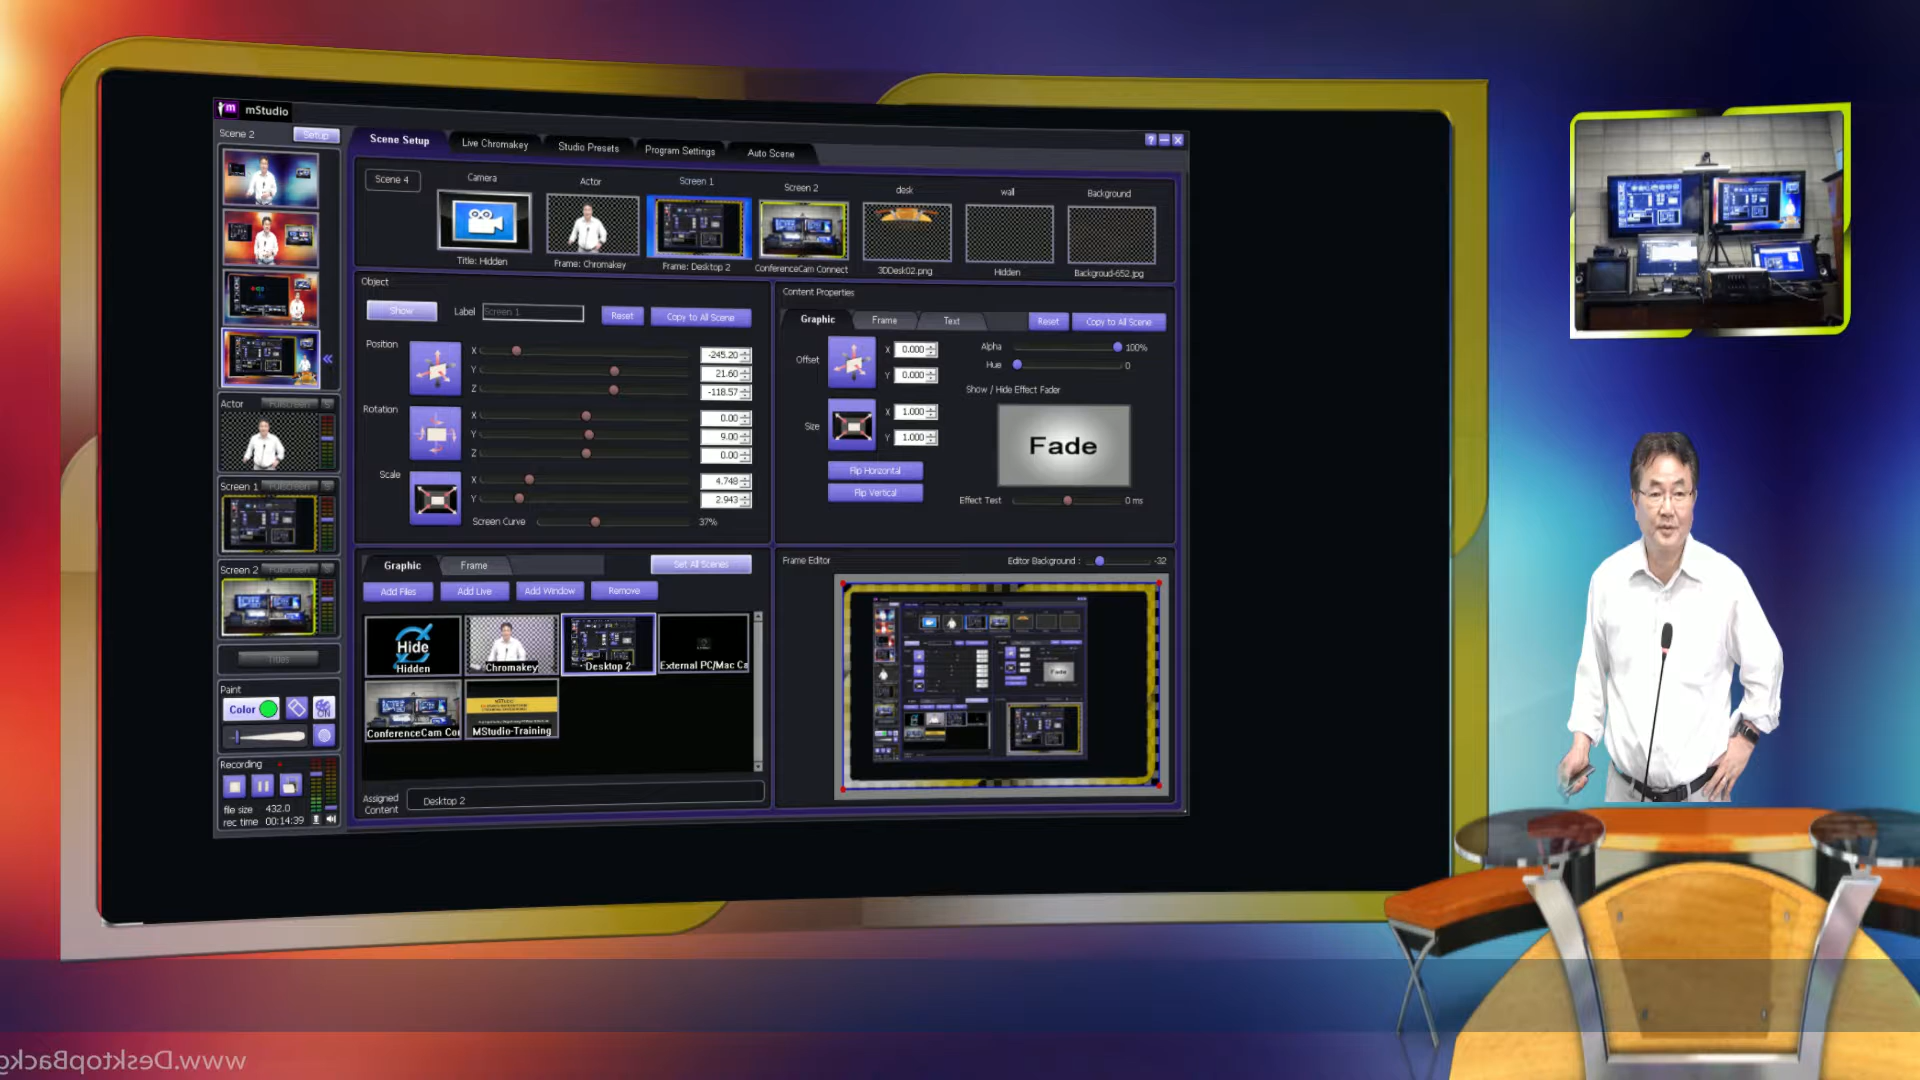 mStudio
Scene 2
Setup
Scene Setup
Live Chromakey
Studio Presets
Program Settings
Auto Scene
Scene 4
Camera
Actor
Screen 1
Screen 2
desk
wall
Background
Title: Hidden
Frame: Chromakey
Frame: Desktop 2
ConferenceCam Connect
3DDesk02.png
Hidden
Backgroud-652.jpg
Object
Show
Label
Screen 1
Reset
Copy to All Scene
Position
X
-245.20
Y
21.60
Z
-118.57
Rotation
X
0.00
Y
9.00
Z
0.00
Scale
X
4.748
Y
2.943
Screen Curve
37%
Content Properties
Graphic
Frame
Text
Reset
Copy to All Scene
Offset
X
0.000
Y
0.000
Size
X
1.000
Y
1.000
Flip Horizontal
Flip Vertical
Alpha
100%
Hue
0
Show / Hide Effect Fader
Fade
Effect Test
0 ms
Graphic
Frame
Set All Scenes
Add Files
Add Live
Add Window
Remove
Hide
Hidden
Chromakey
Desktop 2
External PC/Mac Ca
ConferenceCam Co
MStudio-Training
Assigned
Content
Desktop 2
Frame Editor
Editor Background :
-32
Actor
Fullscreen
Screen 1
Fullscreen
Screen 2
Fullscreen
Titles
Paint
Color
ON
Recording
file size 432.0
rec time 00:14:39
www.DesktopBackg